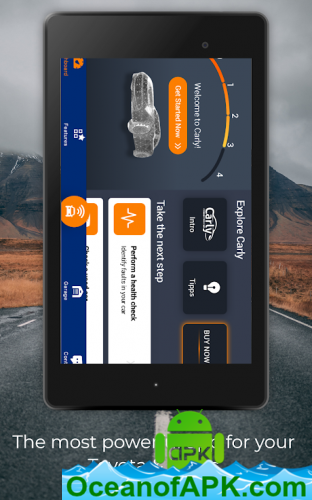 Welcome to Carly!
Get Started Now
1
2
3
4
Explore Carly
Carly
Intro
Tipps
BUY NOW
Take the next step
Perform a health check
Identify faults in your car
Features
Garage
The most power
for your
APK
OceanofAPK.com